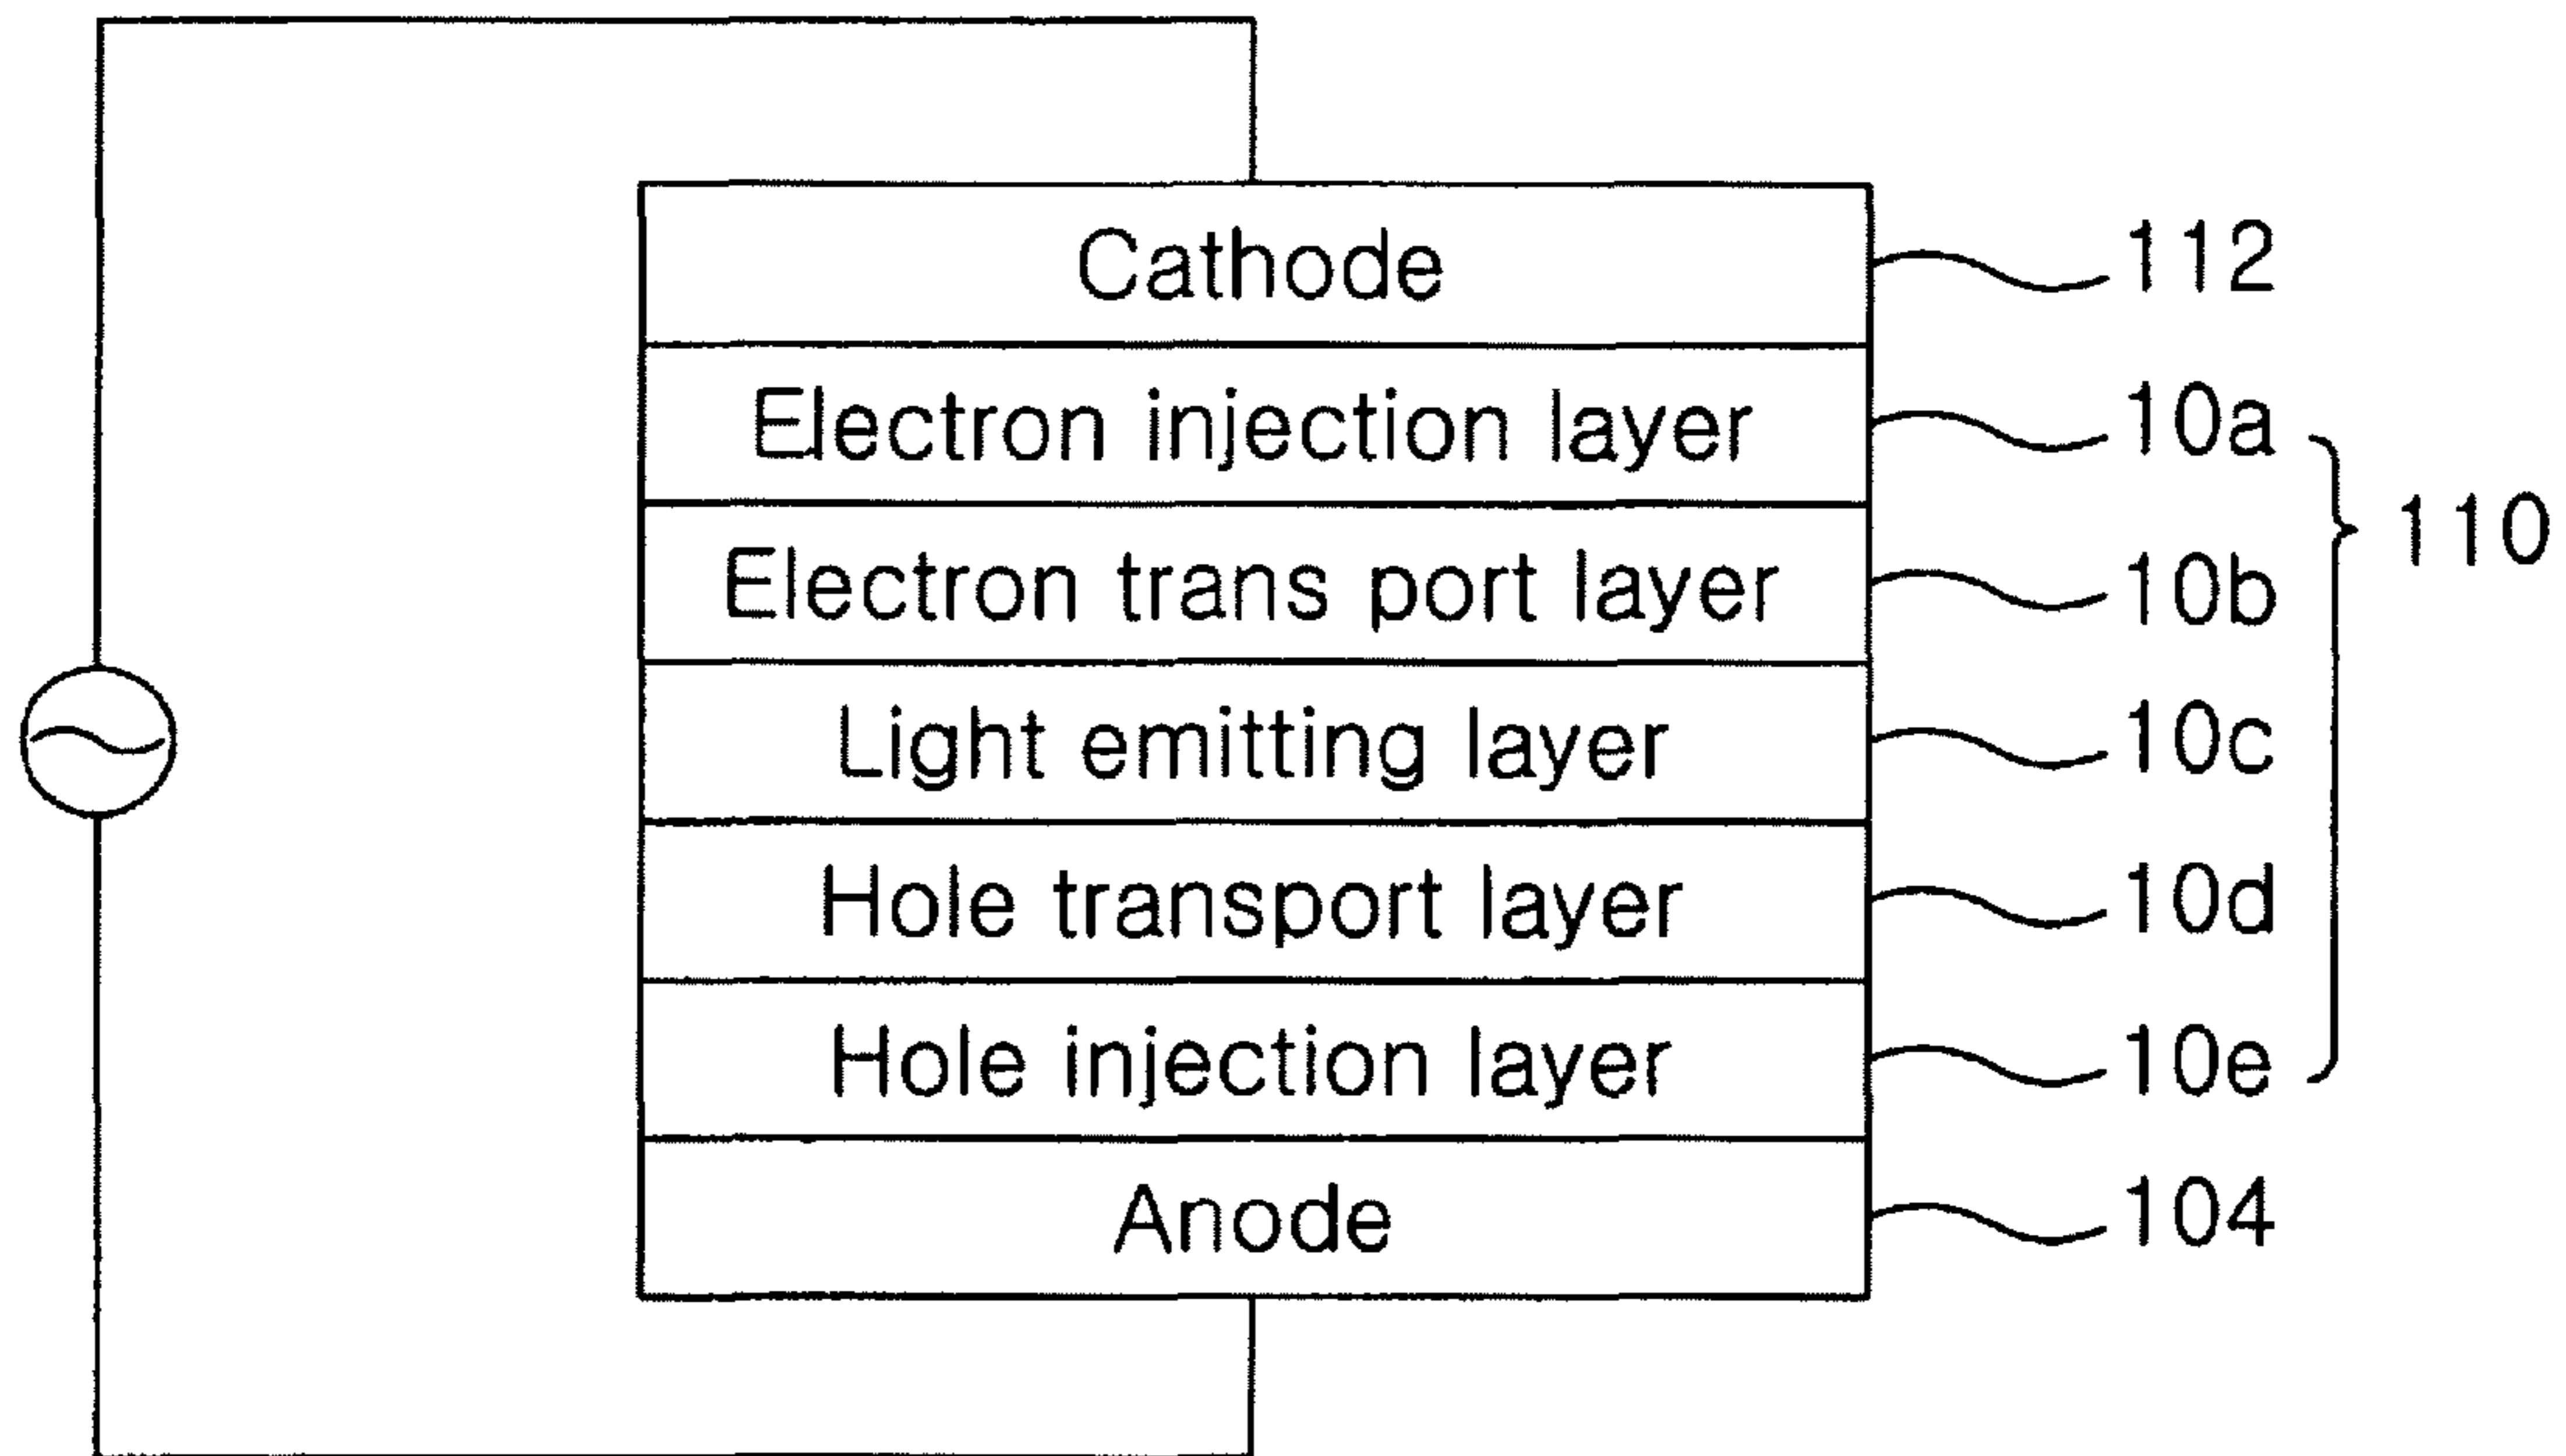 Cathode 112
Electron injection layer 10a
110
Electron trans port layer 10b
Light emitting layer 10c
Hole transport layer 10d
Hole injection layer 10e
Anode 104